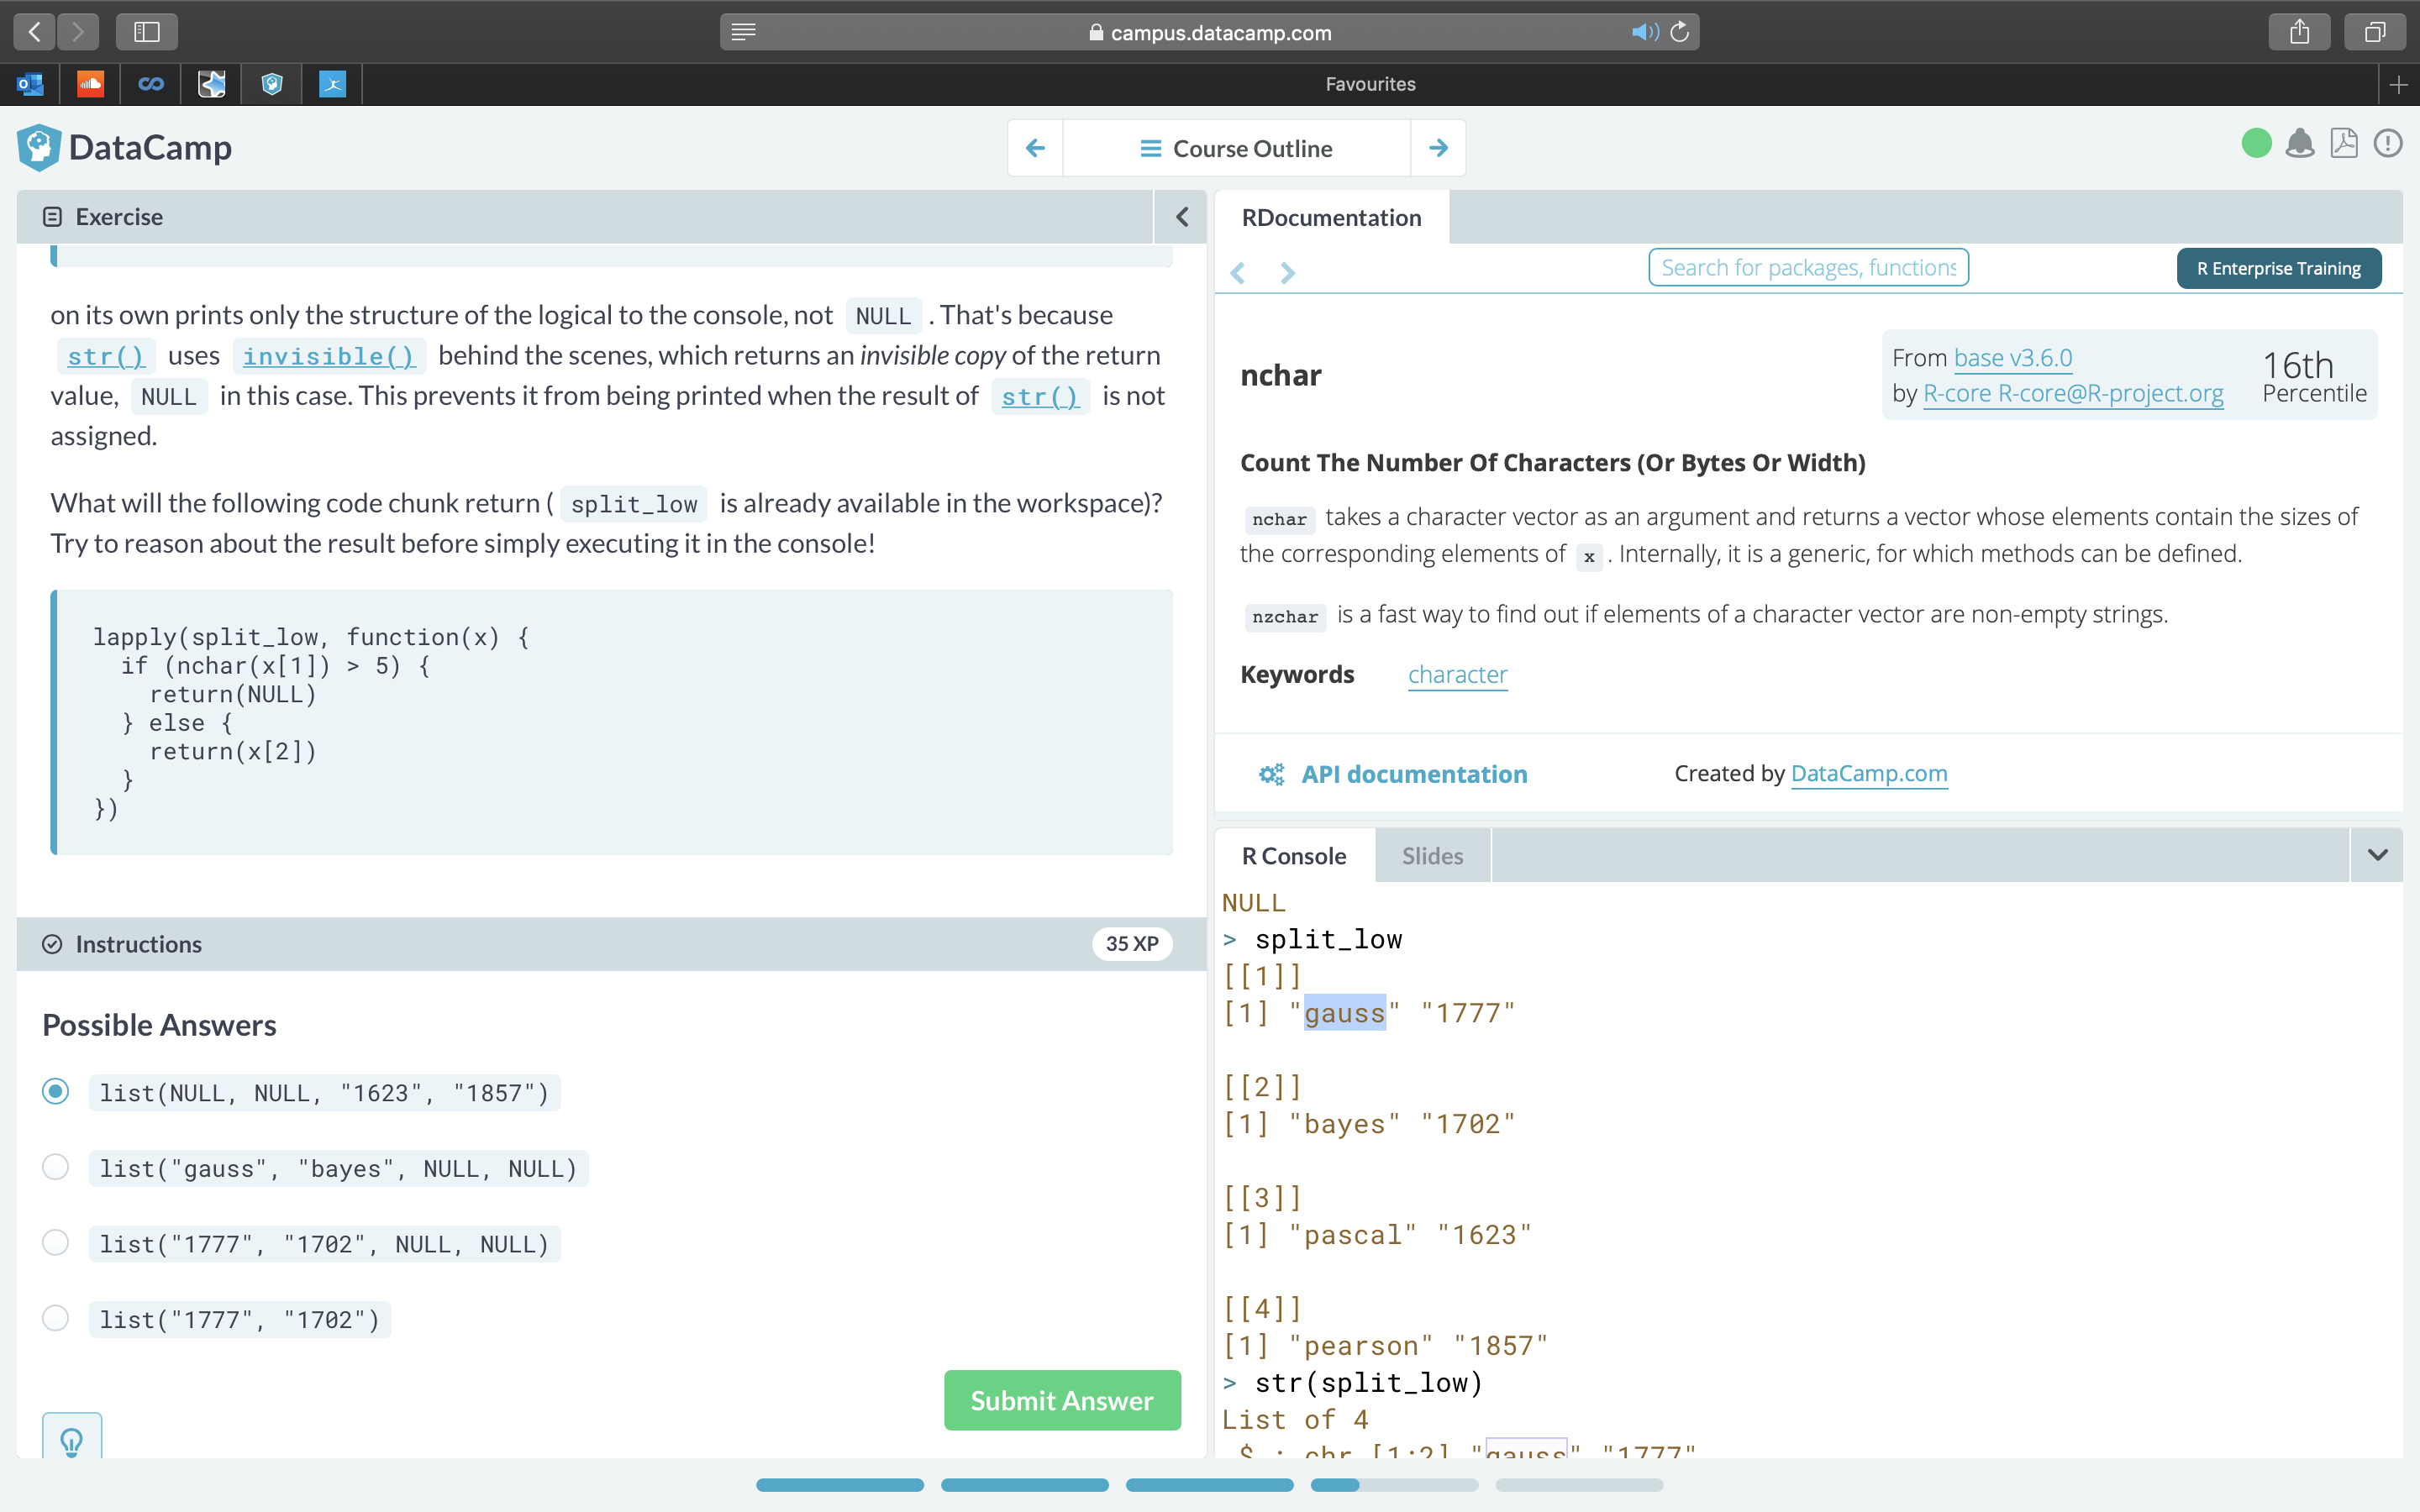 campus.datacamp.com
Favourites
DataCamp
Course Outline
Exercise
on its own prints only the structure of the logical to the console, not NULL . That's because
str() uses invisible() behind the scenes, which returns an invisible copy of the return
value, NULL in this case. This prevents it from being printed when the result of str() is not
assigned.
What will the following code chunk return ( split_low is already available in the workspace)?
Try to reason about the result before simply executing it in the console!
lapply(split_low, function(x) {
  if (nchar(x[1]) > 5) {
    return(NULL)
  } else {
    return(x[2])
  }
})
Instructions
35 XP
Possible Answers
list(NULL, NULL, "1623", "1857")
list("gauss", "bayes", NULL, NULL)
list("1777", "1702", NULL, NULL)
list("1777", "1702")
Submit Answer
RDocumentation
Search for packages, functions
R Enterprise Training
nchar
From base v3.6.0
by R-core R-core@R-project.org
16th
Percentile
Count The Number Of Characters (Or Bytes Or Width)
nchar takes a character vector as an argument and returns a vector whose elements contain the sizes of
the corresponding elements of x . Internally, it is a generic, for which methods can be defined.
nzchar is a fast way to find out if elements of a character vector are non-empty strings.
Keywords character
API documentation
Created by DataCamp.com
R Console
Slides
NULL
> split_low
[[1]]
[1] "gauss" "1777"
[[2]]
[1] "bayes" "1702"
[[3]]
[1] "pascal" "1623"
[[4]]
[1] "pearson" "1857"
> str(split_low)
List of 4
$ : chr [1:2] "gauss" "1777"